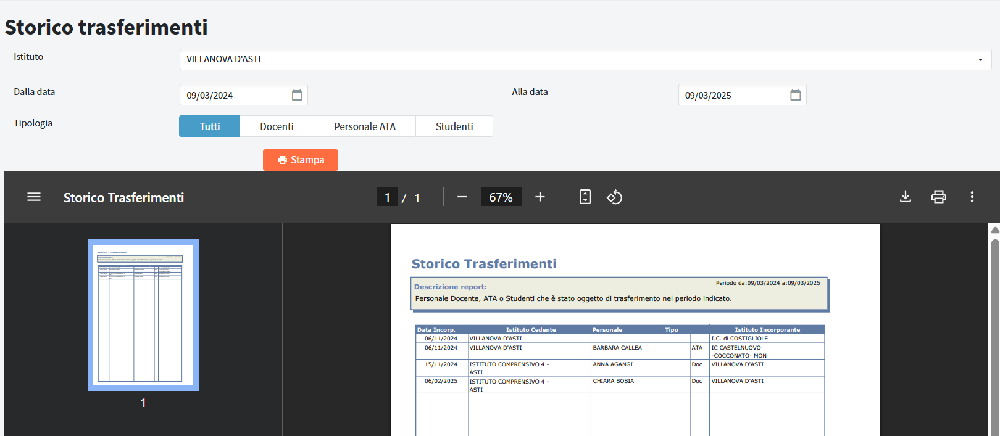 Storico trasferimenti
Istituto
VILLANOVA D'ASTI
Dalla data
09/03/2024
Alla data
09/03/2025
Tipologia
Tutti Docenti Personale ATA Studenti
Stampa
Storico Trasferimenti
1 / 1
67%
1
Storico Trasferimenti
Descrizione report:
Periodo da:09/03/2024 a:09/03/2025
Personale Docente, ATA o Studenti che è stato oggetto di trasferimento nel periodo indicato.
Data Incorp. Istituto Cedente Personale Tipo Istituto Incorporante
06/11/2024 VILLANOVA D'ASTI I.C. di COSTIGLIOLE
06/11/2024 VILLANOVA D'ASTI BARBARA CALLEA ATA IC CASTELNUOVO
-COCCONATO- MON
15/11/2024 ISTITUTO COMPRENSIVO 4 - ANNA AGANGI Doc VILLANOVA D'ASTI
ASTI
06/02/2025 ISTITUTO COMPRENSIVO 4 - CHIARA BOSIA Doc VILLANOVA D'ASTI
ASTI